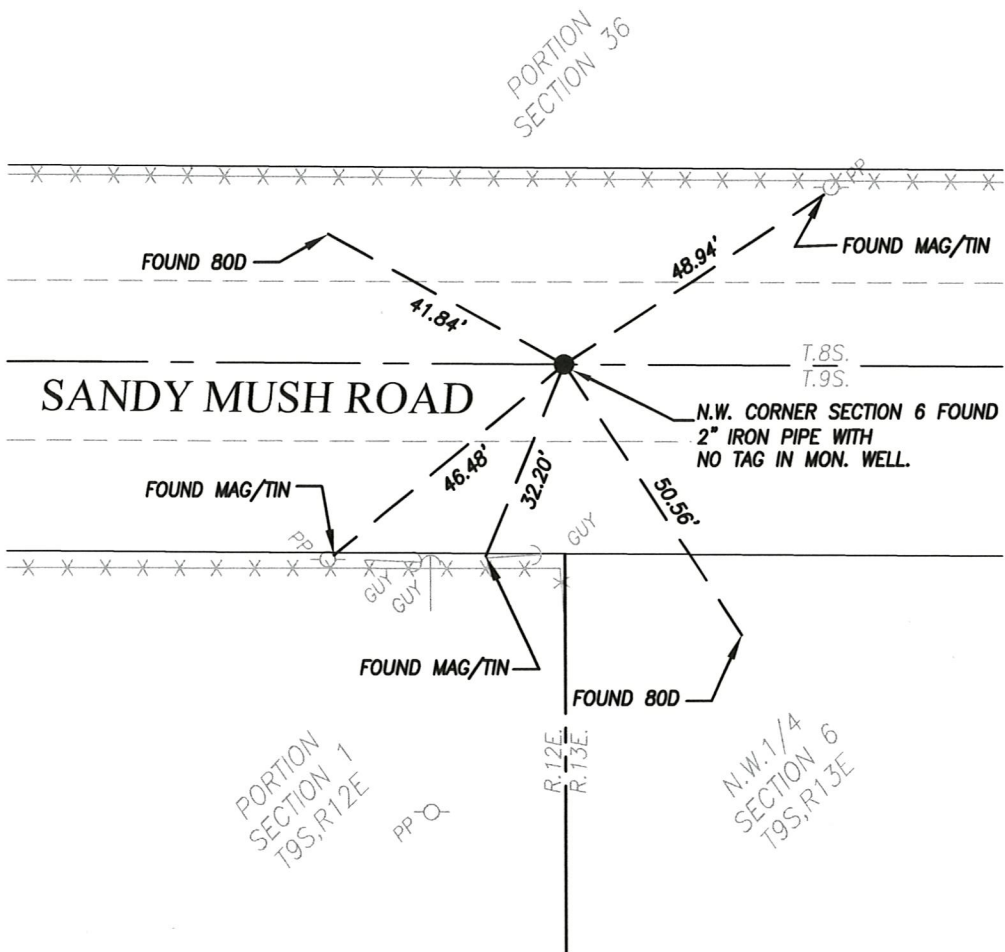 PORTION
SECTION 36
PP
FOUND 80D
FOUND MAG/TIN
48.94'
41.84'
T.8S.
T.9S.
SANDY MUSH ROAD
N.W. CORNER SECTION 6 FOUND
2" IRON PIPE WITH
NO TAG IN MON. WELL.
46.48'
32.20'
50.56'
FOUND MAG/TIN
PP
GUY
GUY
GUY
FOUND MAG/TIN
FOUND 80D
R.12E.
R.13E.
PORTION
SECTION 1
T9S,R12E
PP
N.W.1/4
SECTION 6
T9S,R13E